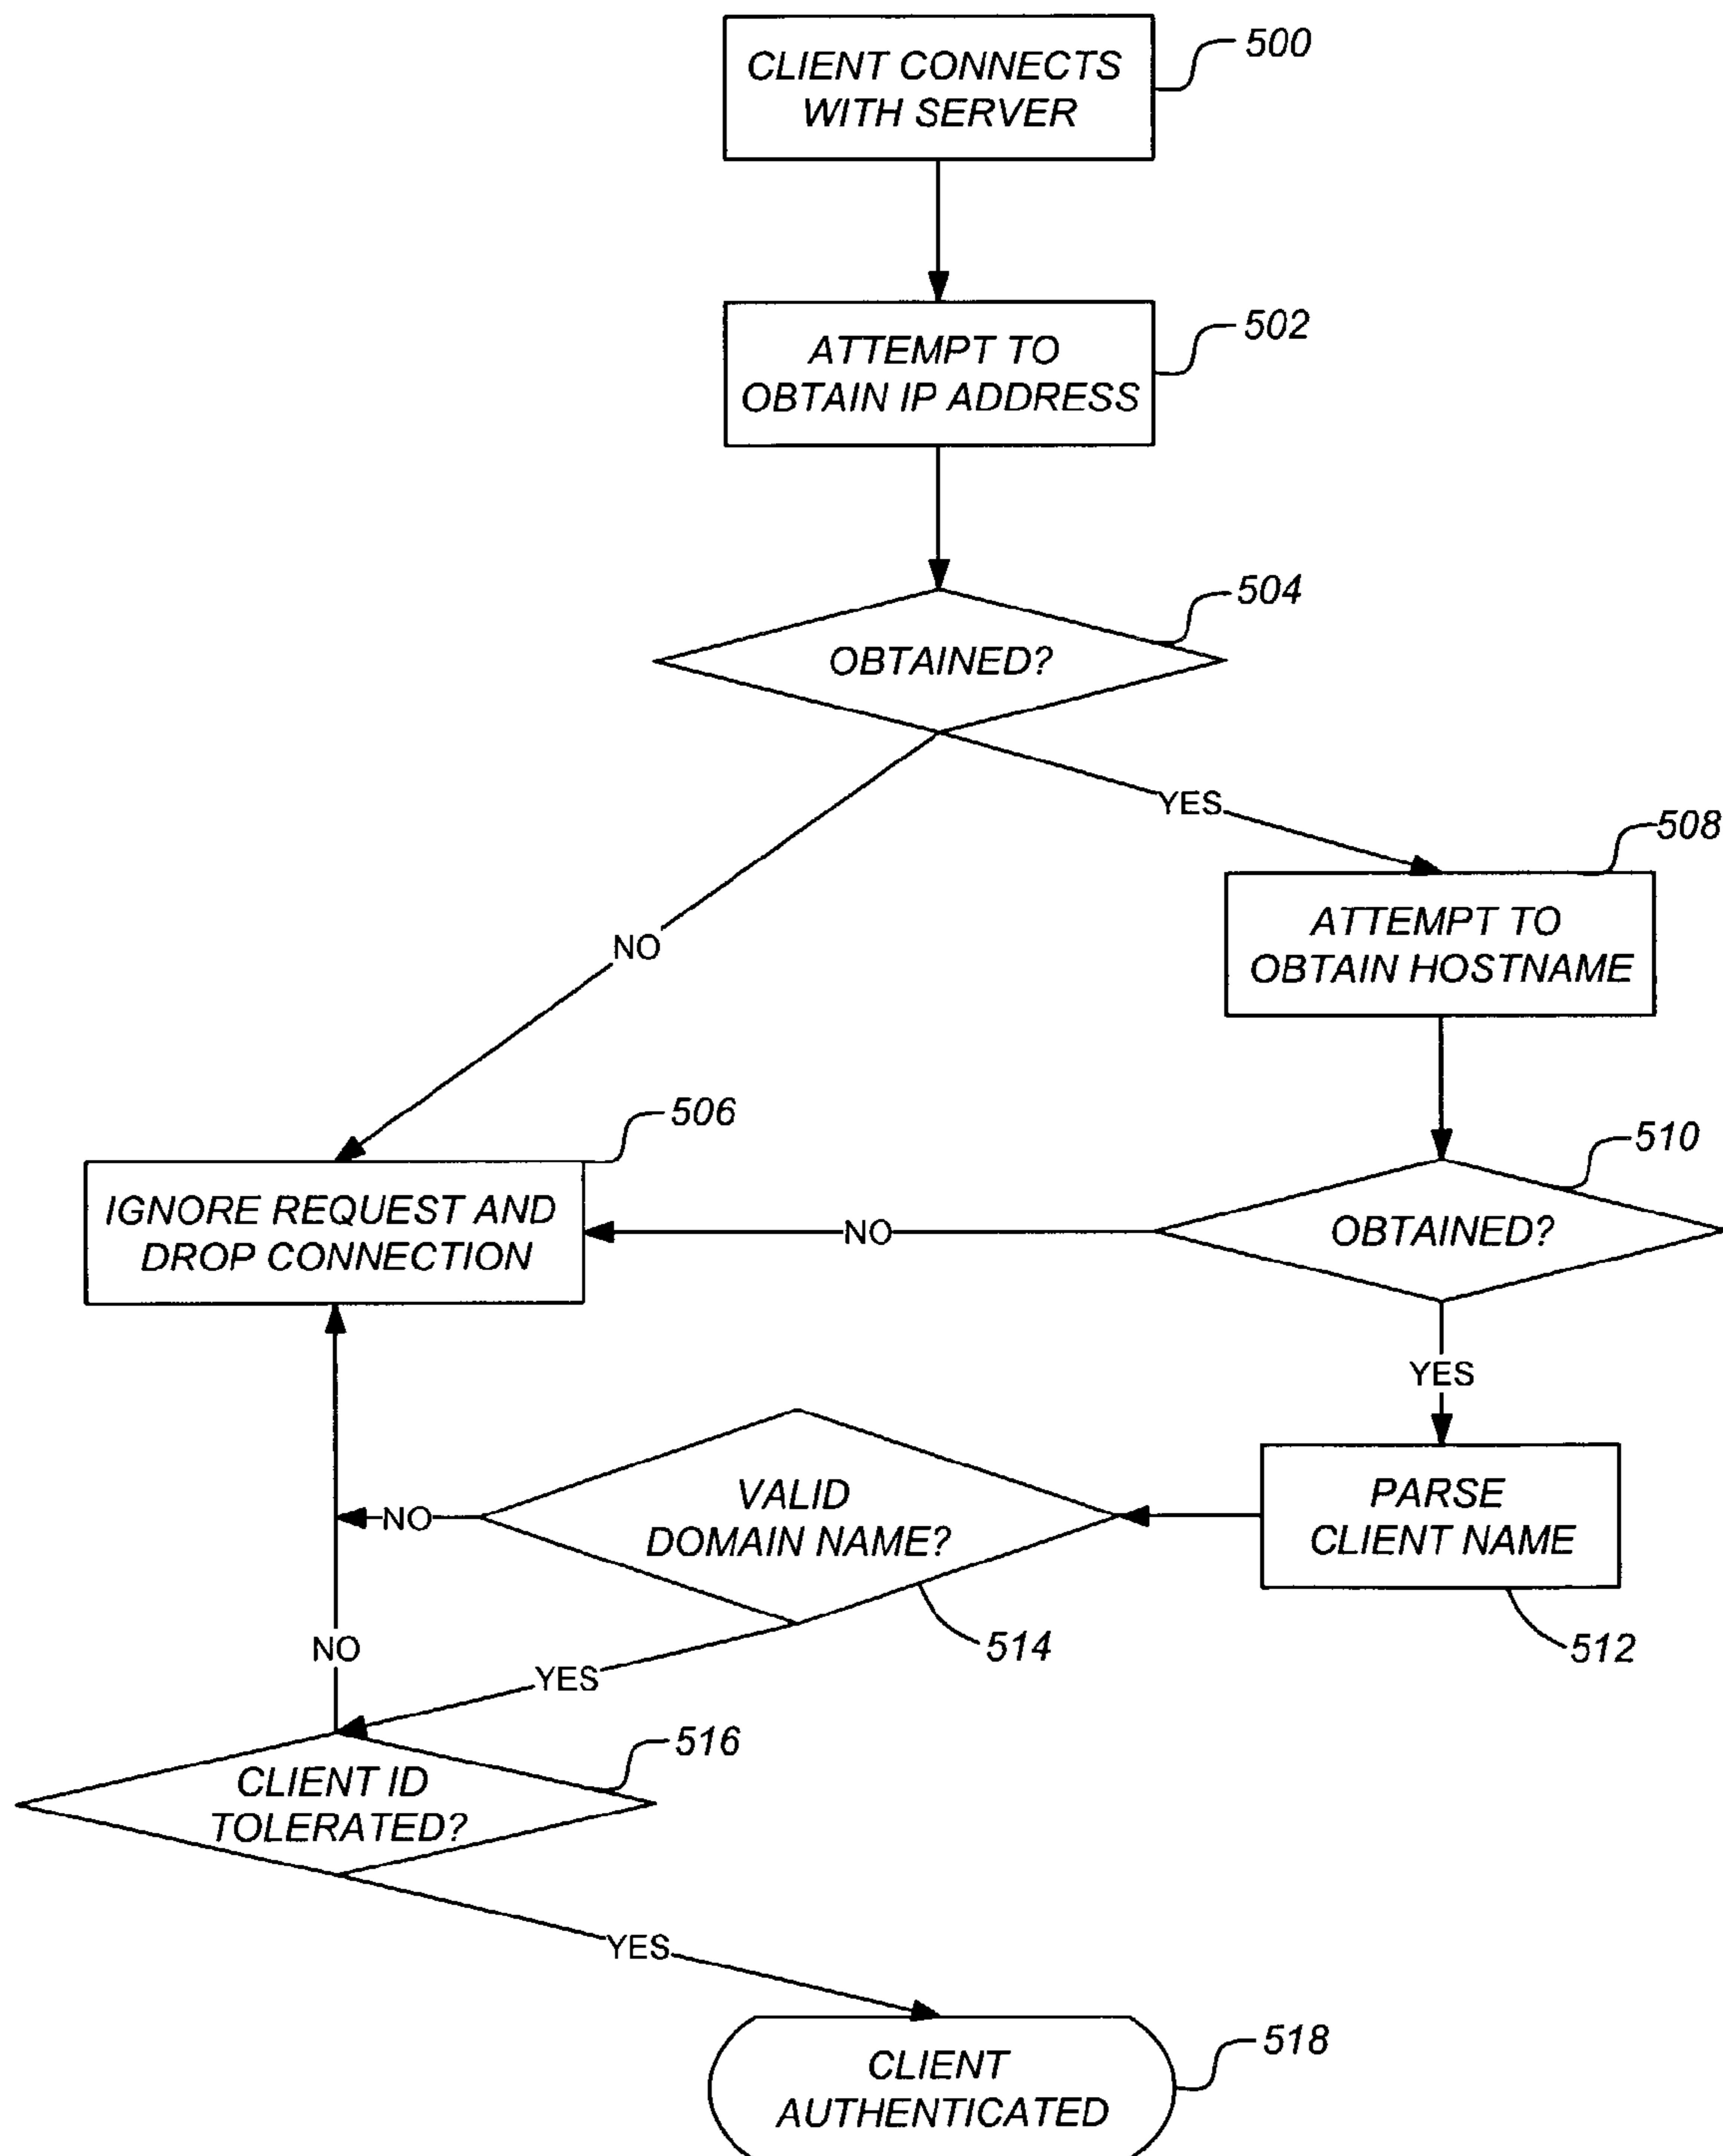 CLIENT CONNECTS
WITH SERVER
500
ATTEMPT TO
OBTAIN IP ADDRESS
502
OBTAINED?
504
YES
NO
508
ATTEMPT TO
OBTAIN HOSTNAME
506
IGNORE REQUEST AND
DROP CONNECTION
NO
OBTAINED?
510
YES
PARSE
CLIENT NAME
512
VALID
DOMAIN NAME?
514
NO
YES
NO
CLIENT ID
TOLERATED?
516
YES
CLIENT
AUTHENTICATED
518